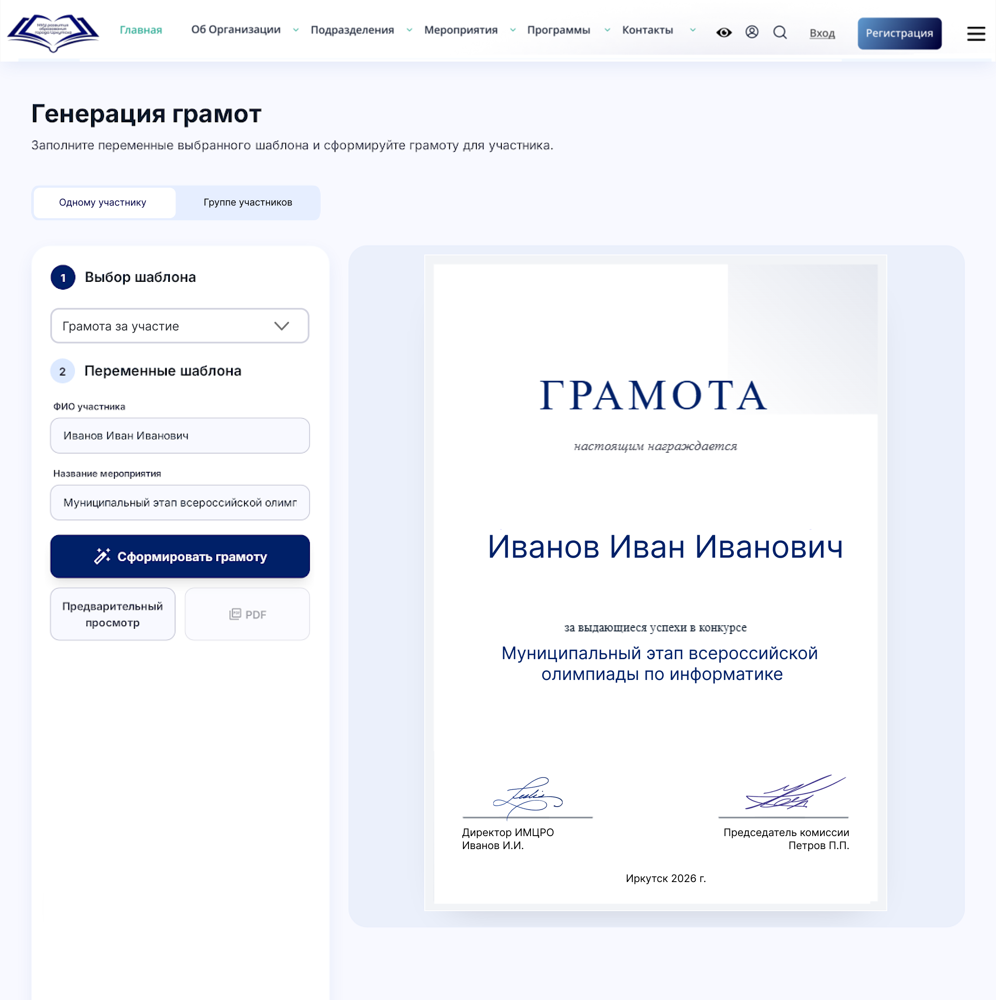 МКУ развития
образования
города Иркутска
Главная
Об Организации
Подразделения
Мероприятия
Программы
Контакты
Вход
Регистрация
Генерация грамот
Заполните переменные выбранного шаблона и сформируйте грамоту для участника.
Одному участнику
Группе участников
1 Выбор шаблона
Грамота за участие
2 Переменные шаблона
ФИО участника
Иванов Иван Иванович
Название мероприятия
Муниципальный этап всероссийской олимп
Сформировать грамоту
Предварительный
просмотр
PDF PDF
ГРАМОТА
настоящим награждается
Иванов Иван Иванович
за выдающиеся успехи в конкурсе
Муниципальный этап всероссийской
олимпиады по информатике
Директор ИМЦРО
Иванов И.И.
Председатель комиссии
Петров П.П.
Иркутск 2026 г.